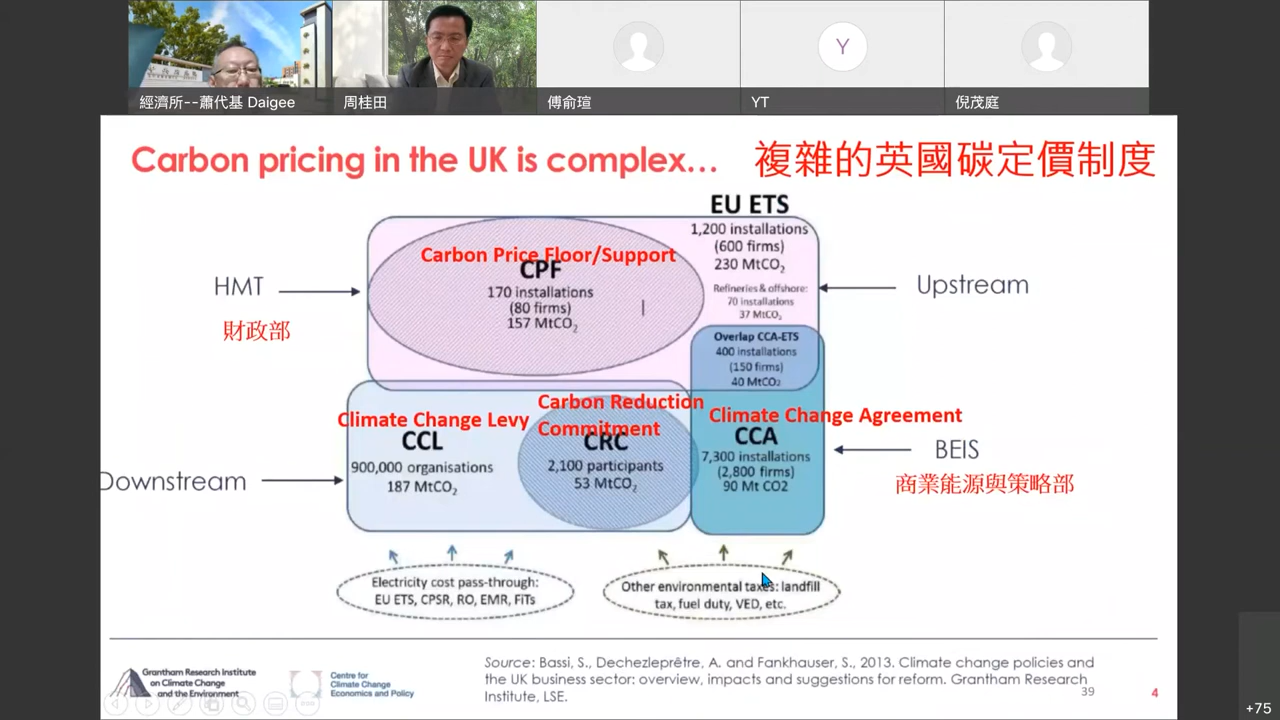 經濟所--蕭代基 Daigee
周桂田
傅俞瑄
Y
YT
倪茂庭
Carbon pricing in the UK is complex…
複雜的英國碳定價制度
EU ETS
1,200 installations
(600 firms)
230 MtCO₂
Refineries & offshore:
70 installations
37 MtCO₂
Carbon Price Floor/Support
CPF
170 installations
(80 firms)
157 MtCO₂
HMT
財政部
Upstream
Overlap CCA-ETS
400 installations
(150 firms)
40 MtCO₂
Climate Change Levy
CCL
900,000 organisations
187 MtCO₂
Carbon Reduction
Commitment
CRC
2,100 participants
53 MtCO₂
Climate Change Agreement
CCA
7,300 installations
(2,800 firms)
90 Mt CO2
Downstream
BEIS
商業能源與策略部
Electricity cost pass-through:
EU ETS, CPSR, RO, EMR, FiTs
Other environmental taxes: landfill
tax, fuel duty, VED, etc.
Grantham Research Institute
on Climate Change
and the Environment
Centre for
Climate Change
Economics and Policy
Source: Bassi, S., Dechezleprêtre, A. and Fankhauser, S., 2013. Climate change policies and
the UK business sector: overview, impacts and suggestions for reform. Grantham Research
Institute, LSE.
39
4
+75